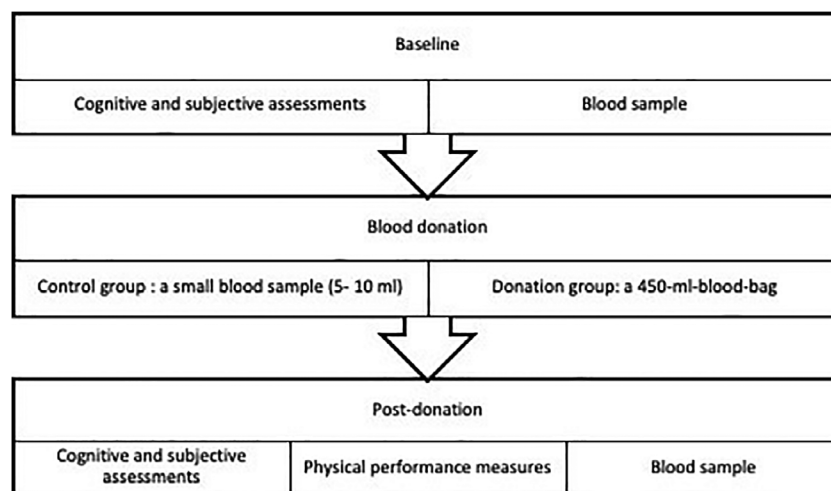 Baseline
Cognitive and subjective assessments
Blood sample
Blood donation
Control group : a small blood sample (5- 10 ml)
Donation group: a 450-ml-blood-bag
Post-donation
Cognitive and subjective
assessments
Physical performance measures
Blood sample